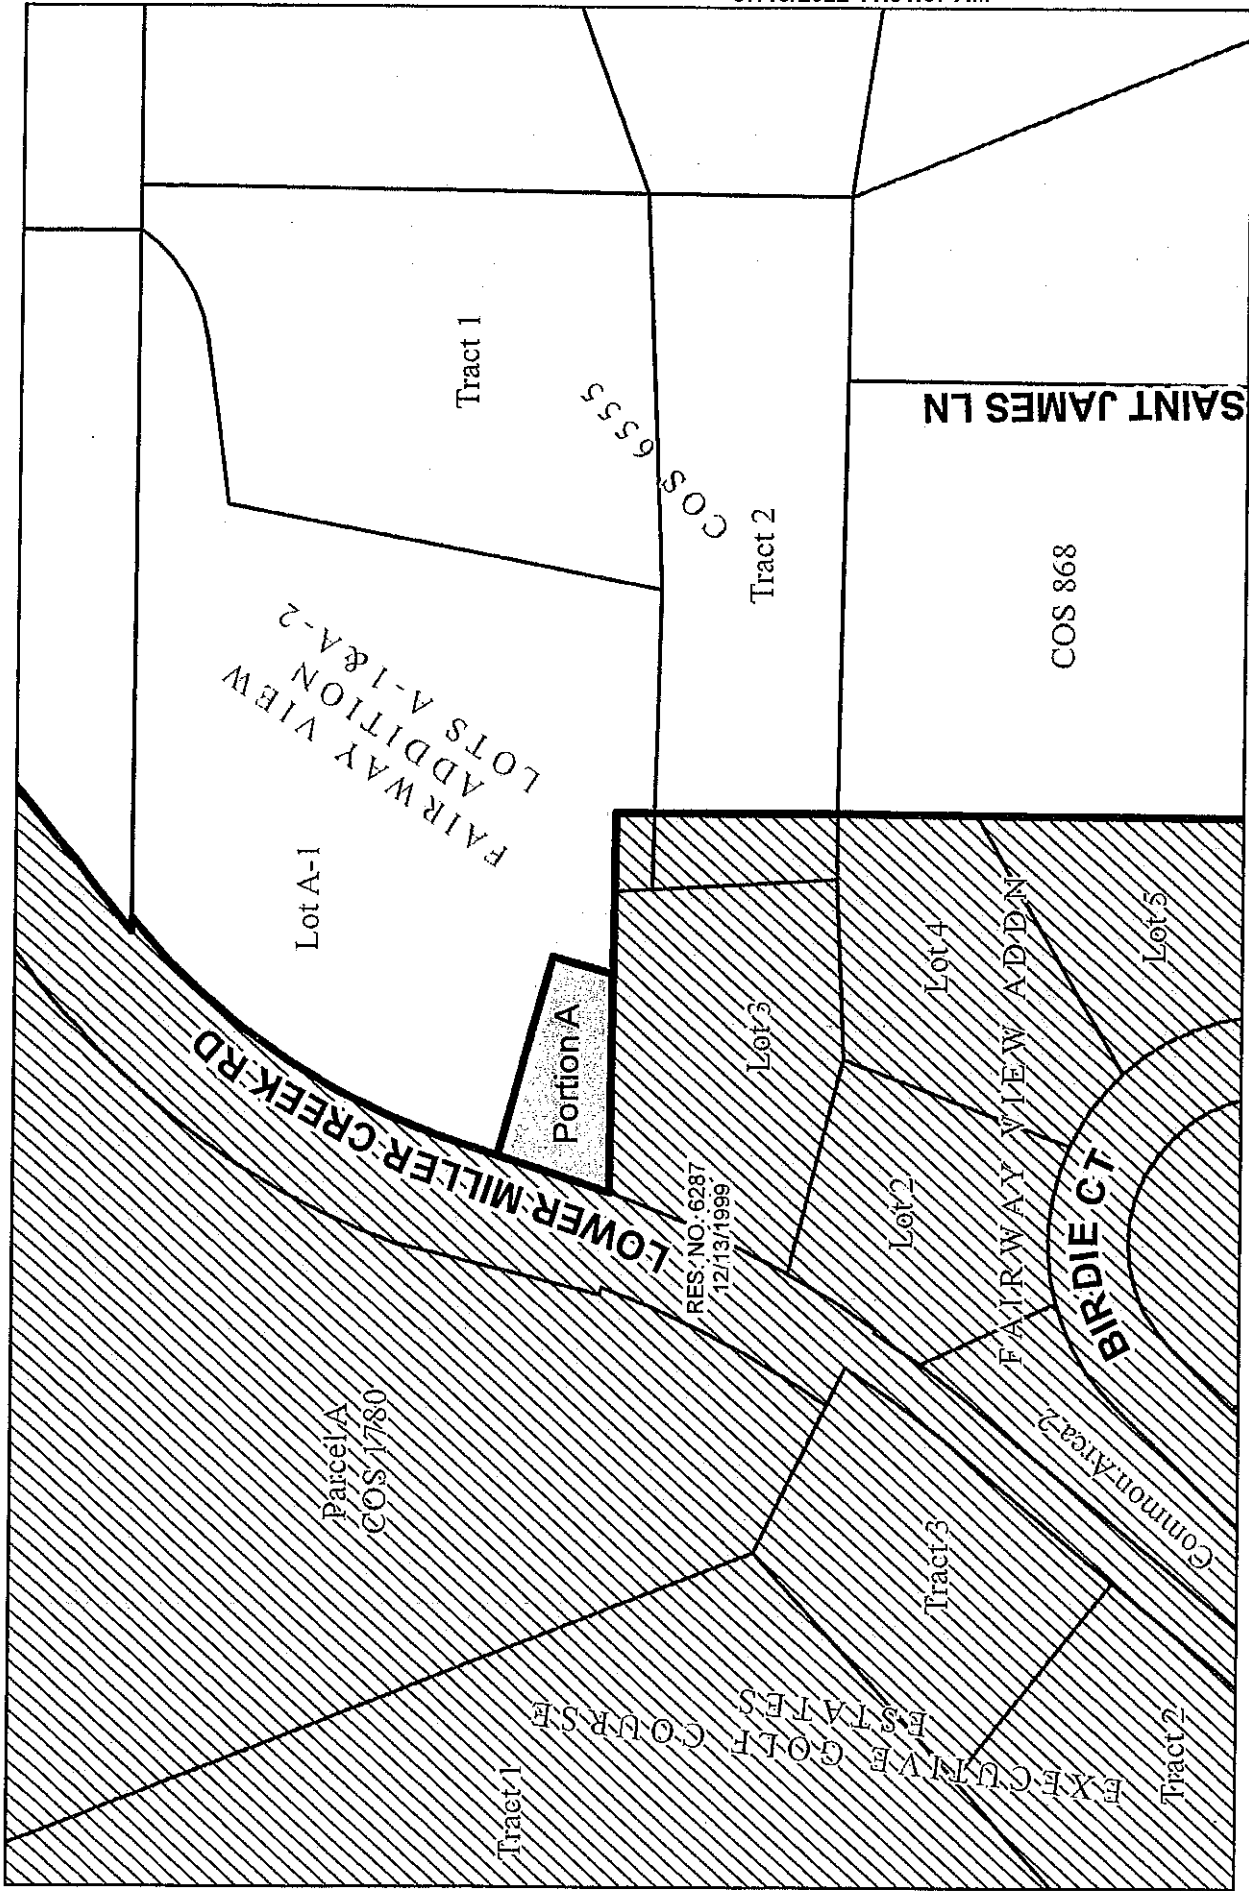 Parcel A
COS 1780
Tract 1
EXECUTIVE GOLF COURSE
ESTATES
Tract 3
Tract 2
LOWER MILLER CREEK RD
RES. NO. 6287
12/13/1999
Portion A
Lot A-1
FAIRWAY VIEW
ADDITION
LOTS A-1 & A-2
Tract 1
COS 6555
Tract 2
Lot 3
Lot 2
Lot 4
Lot 5
FAIRWAY VIEW ADDN
BIRDIE CT
Common Area 2
COS 868
SAINT JAMES LN